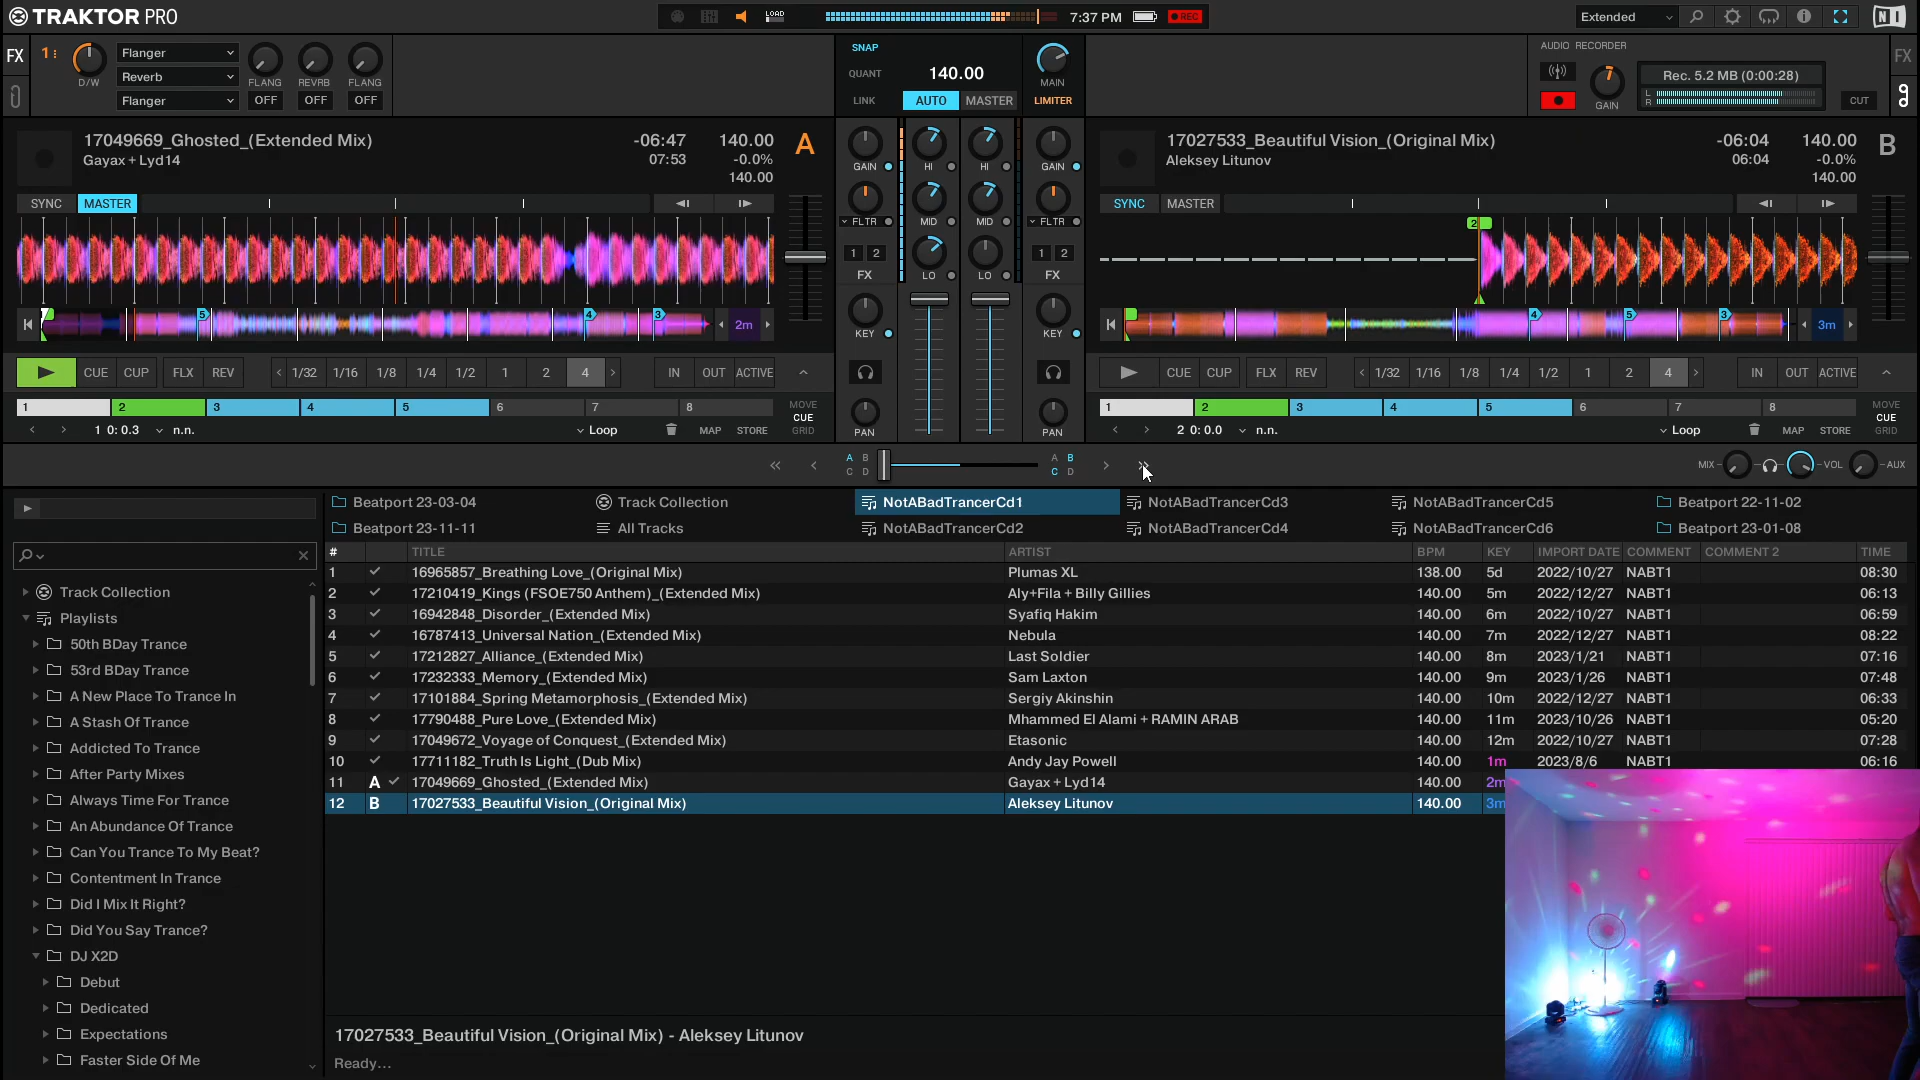 TRAKTOR PRO
LOAD
7:37 PM
REC
Extended
FX
1
D/W
Flanger
Reverb
Flanger
FLANG
REVRB
FLANG
OFF
OFF
OFF
SNAP
QUANT
LINK
140.00
AUTO
MASTER
MAIN
LIMITER
AUDIO RECORDER
GAIN
Rec. 5.2 MB (0:00:28)
L
R
CUT
FX
17049669_Ghosted_(Extended Mix)
Gayax + Lyd14
-06:47
07:53
140.00
-0.0%
140.00
A
SYNC
MASTER
5
4
3
2m
CUE
CUP
FLX
REV
1/32
1/16
1/8
1/4
1/2
1
2
4
IN
OUT
ACTIVE
1
2
3
4
5
6
7
8
MOVE
CUE
GRID
1 0: 0.3
n.n.
Loop
MAP
STORE
GAIN
HI
HI
GAIN
FLTR
MID
MID
FLTR
1 2
FX
LO
LO
1 2
FX
KEY
KEY
PAN
PAN
17027533_Beautiful Vision_(Original Mix)
Aleksey Litunov
-06:04
06:04
140.00
-0.0%
140.00
B
SYNC
MASTER
2
4
5
3
3m
CUE
CUP
FLX
REV
1/32
1/16
1/8
1/4
1/2
1
2
4
IN
OUT
ACTIVE
1
2
3
4
5
6
7
8
MOVE
CUE
GRID
2 0: 0.0
n.n.
Loop
MAP
STORE
A B
C D
A B
C D
MIX
VOL
AUX
Beatport 23-03-04
Track Collection
NotABadTrancerCd1
NotABadTrancerCd3
NotABadTrancerCd5
Beatport 22-11-02
Beatport 23-11-11
All Tracks
NotABadTrancerCd2
NotABadTrancerCd4
NotABadTrancerCd6
Beatport 23-01-08
Track Collection
Playlists
50th BDay Trance
53rd BDay Trance
A New Place To Trance In
A Stash Of Trance
Addicted To Trance
After Party Mixes
Always Time For Trance
An Abundance Of Trance
Can You Trance To My Beat?
Contentment In Trance
Did I Mix It Right?
Did You Say Trance?
DJ X2D
Debut
Dedicated
Expectations
Faster Side Of Me
# TITLE ARTIST BPM KEY IMPORT DATE COMMENT COMMENT 2 TIME
1 16965857_Breathing Love_(Original Mix) Plumas XL 138.00 5d 2022/10/27 NABT1 08:30
2 17210419_Kings (FSOE750 Anthem)_(Extended Mix) Aly+Fila + Billy Gillies 140.00 5m 2022/12/27 NABT1 06:13
3 16942848_Disorder_(Extended Mix) Syafiq Hakim 140.00 6m 2022/10/27 NABT1 06:59
4 16787413_Universal Nation_(Extended Mix) Nebula 140.00 7m 2022/12/27 NABT1 08:22
5 17212827_Alliance_(Extended Mix) Last Soldier 140.00 8m 2023/1/21 NABT1 07:16
6 17232333_Memory_(Extended Mix) Sam Laxton 140.00 9m 2023/1/26 NABT1 07:48
7 17101884_Spring Metamorphosis_(Extended Mix) Sergiy Akinshin 140.00 10m 2022/12/27 NABT1 06:33
8 17790488_Pure Love_(Extended Mix) Mhammed El Alami + RAMIN ARAB 140.00 11m 2023/10/26 NABT1 05:20
9 17049672_Voyage of Conquest_(Extended Mix) Etasonic 140.00 12m 2022/10/27 NABT1 07:28
10 17711182_Truth Is Light_(Dub Mix) Andy Jay Powell 140.00 1m 2023/8/6 NABT1 06:16
11 A 17049669_Ghosted_(Extended Mix) Gayax + Lyd14 140.00 2m
12 B 17027533_Beautiful Vision_(Original Mix) Aleksey Litunov 140.00 3m
17027533_Beautiful Vision_(Original Mix) - Aleksey Litunov
Ready...